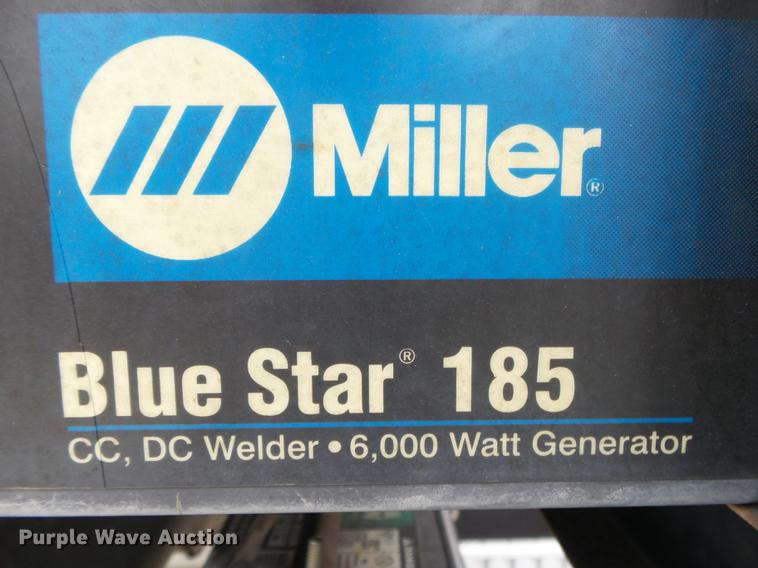 Miller®
Blue Star® 185
CC, DC Welder • 6,000 Watt Generator
Purple Wave Auction